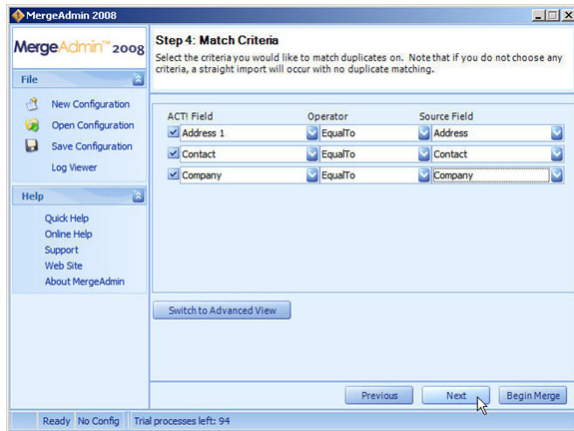 MergeAdmin 2008
MergeAdmin™ 2008
File
New Configuration
Open Configuration
Save Configuration
Log Viewer
Help
Quick Help
Online Help
Support
Web Site
About MergeAdmin
Step 4: Match Criteria
Select the criteria you would like to match duplicates on. Note that if you do not choose any
criteria, a straight import will occur with no duplicate matching.
ACT! Field Operator Source Field
Address 1 EqualTo Address
Contact EqualTo Contact
Company EqualTo Company
Switch to Advanced View
Previous Next Begin Merge
Ready No Config Trial processes left: 94